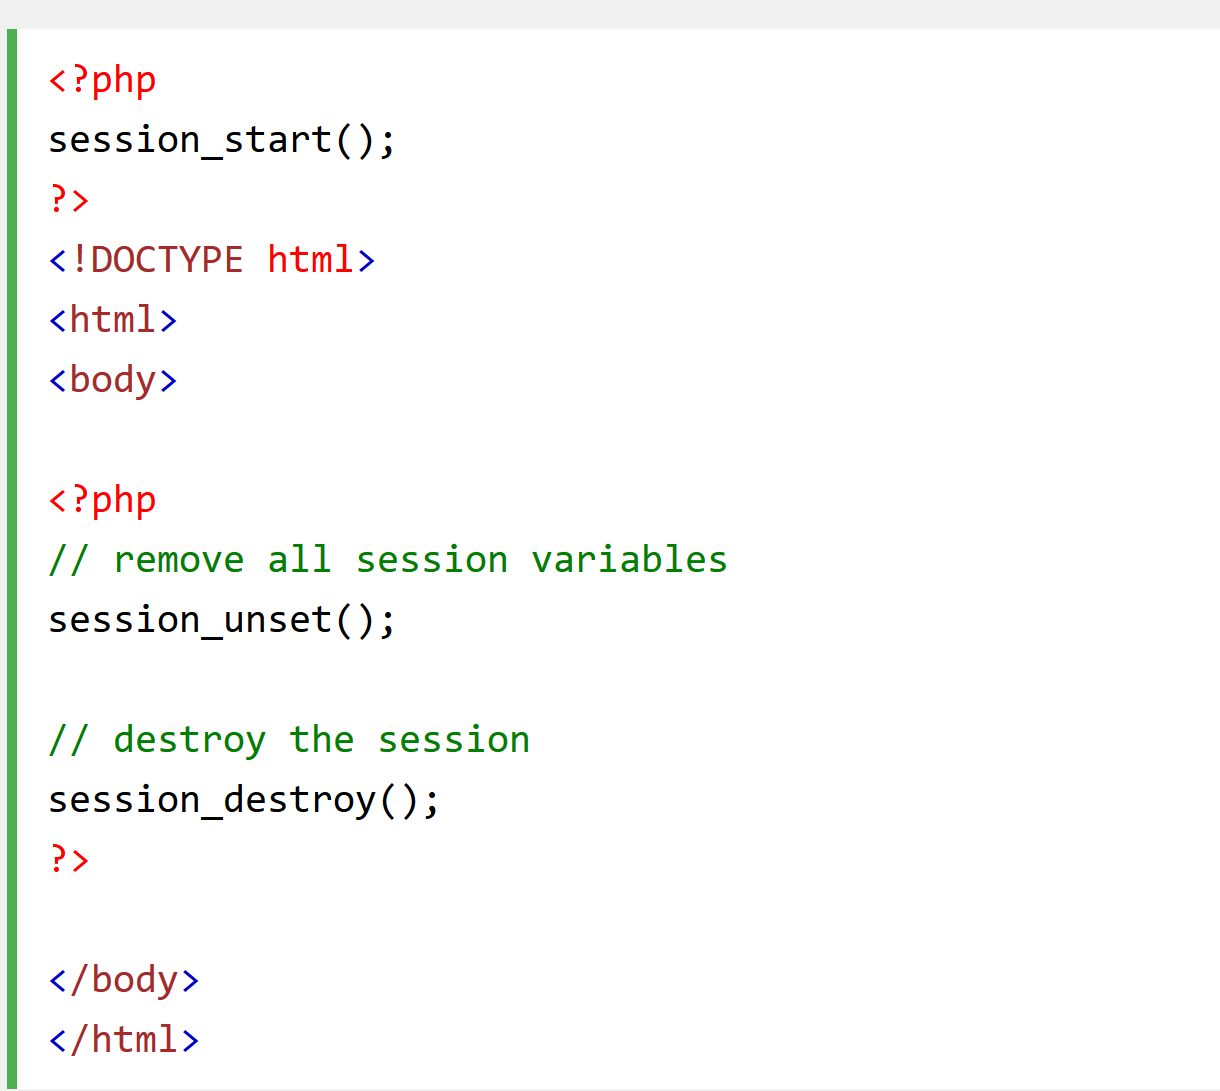 <?php
session_start();
?>
<!DOCTYPE html>
<html>
<body>

<?php
// remove all session variables
session_unset();

// destroy the session
session_destroy();
?>

</body>
</html>